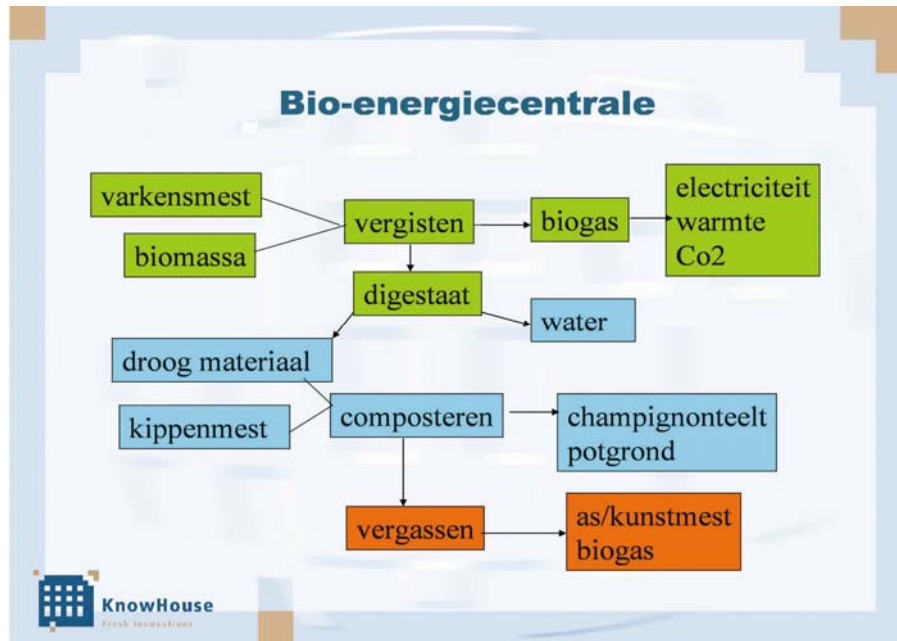 Bio-energiecentrale
varkensmest
biomassa
vergisten
biogas
electriciteit
warmte
Co2
digestaat
water
droog materiaal
kippenmest
composteren
champignonteelt
potgrond
vergassen
as/kunstmest
biogas
KnowHouse
Fresh Innovations